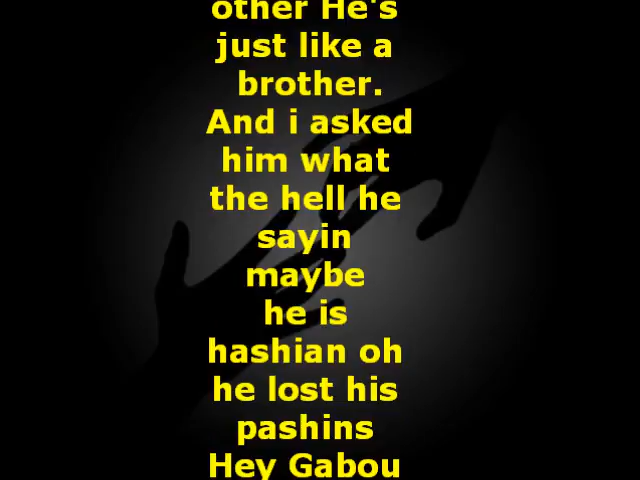 other He's
just like a
brother.
And i asked
him what
the hell he
sayin
maybe
he is
hashian oh
he lost his
pashins
Hey Gabou